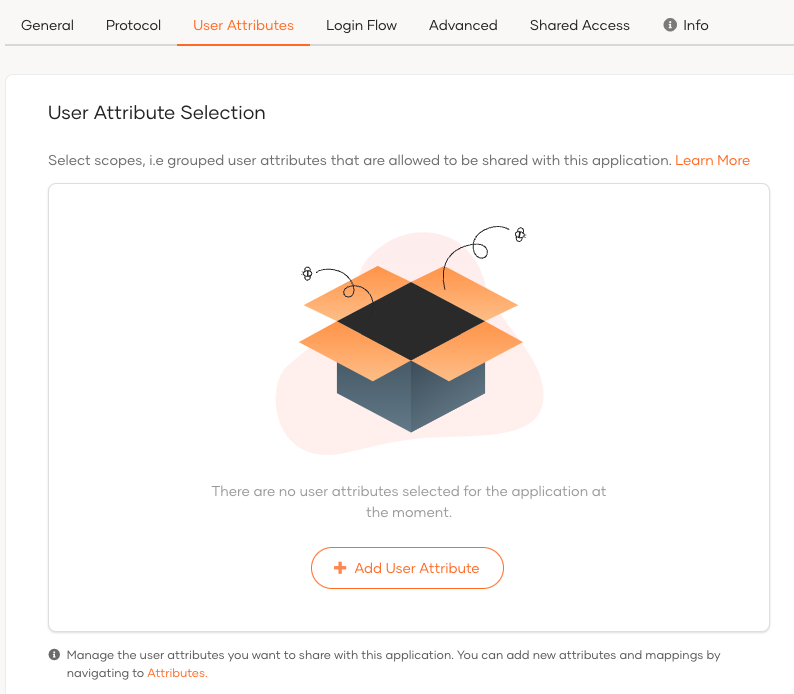 General Protocol User Attributes Login Flow Advanced Shared Access Info
User Attribute Selection
Select scopes, i.e grouped user attributes that are allowed to be shared with this application. Learn More
There are no user attributes selected for the application at
the moment.
Add User Attribute
Manage the user attributes you want to share with this application. You can add new attributes and mappings by
navigating to Attributes.